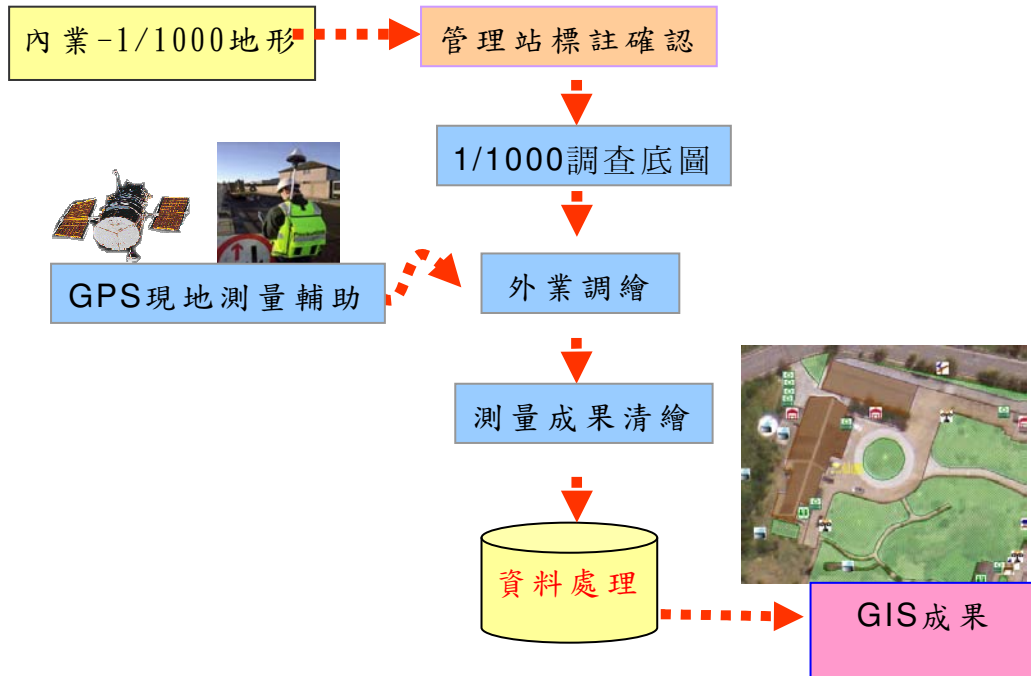 內業-1/1000地形
管理站標註確認
1/1000調查底圖
GPS現地測量輔助
外業調繪
測量成果清繪
資料處理
GIS成果